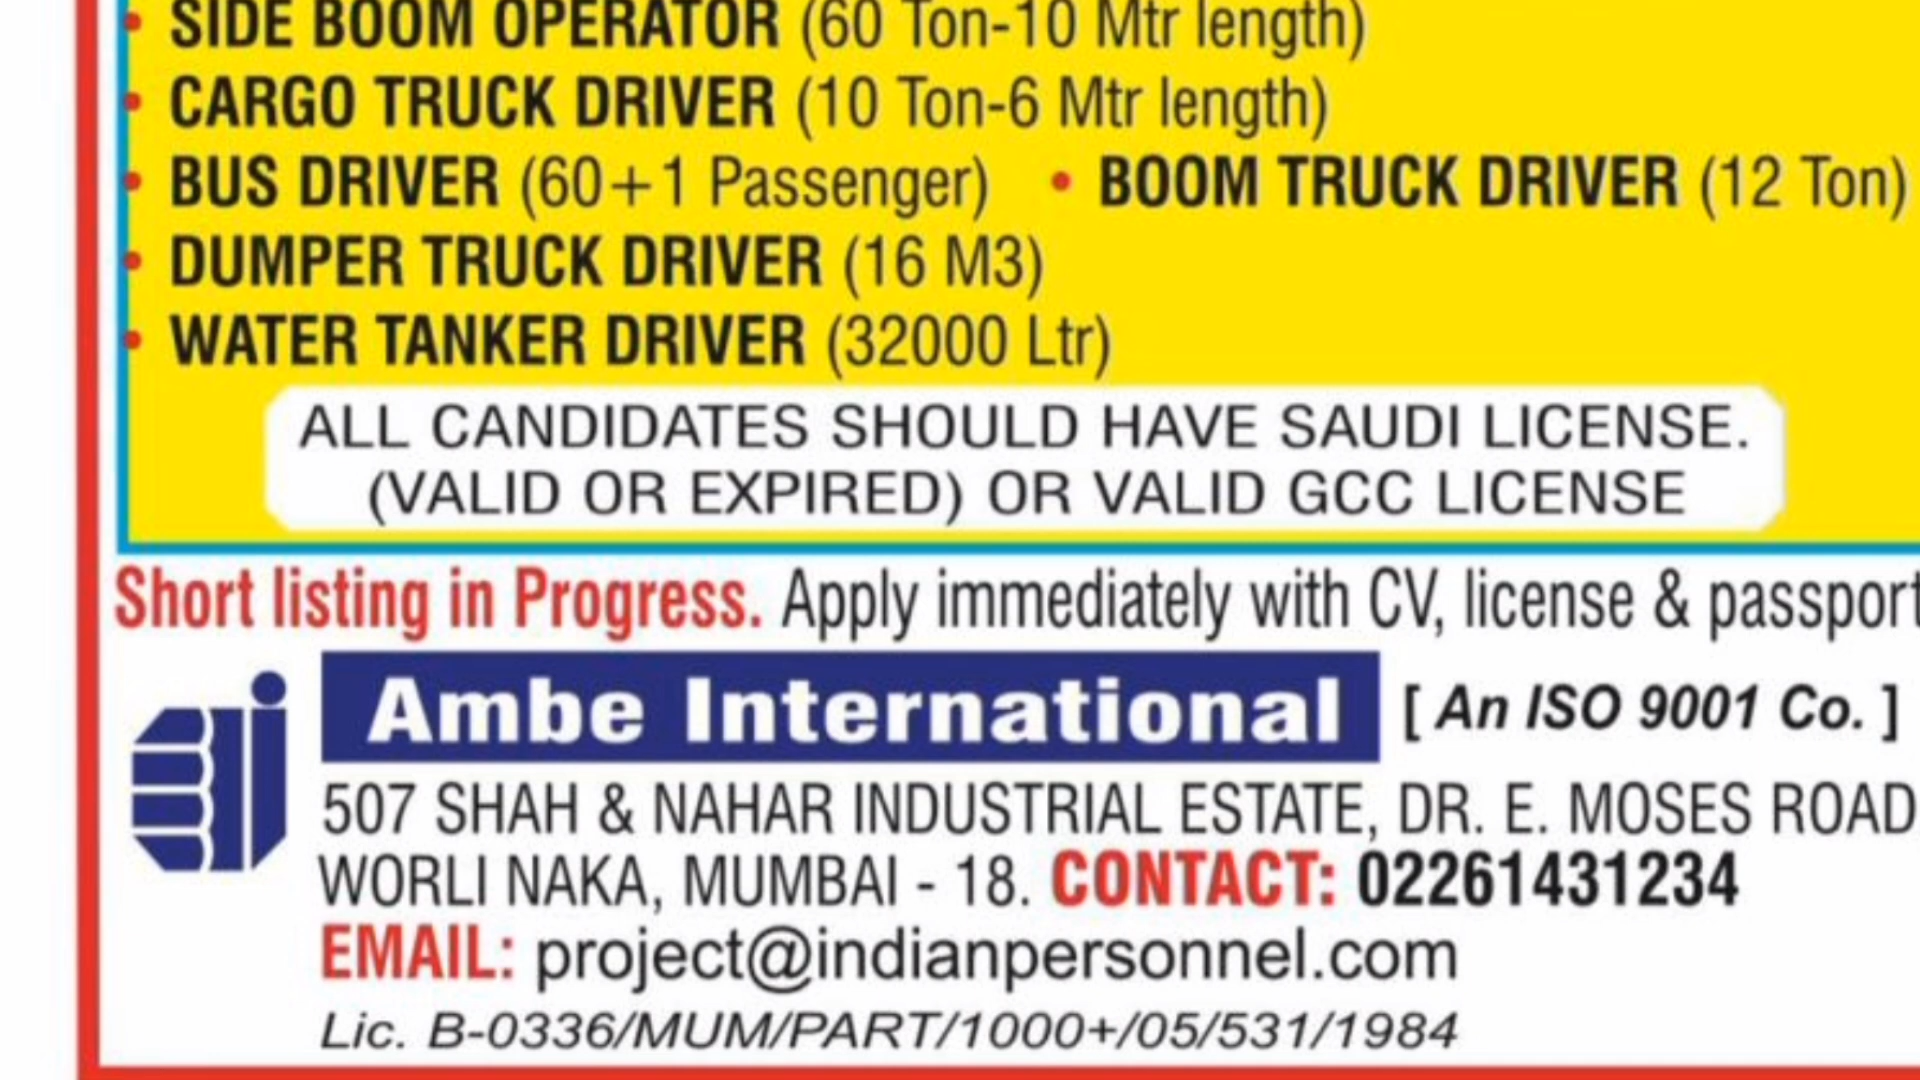 • SIDE BOOM OPERATOR (60 Ton-10 Mtr length)
• CARGO TRUCK DRIVER (10 Ton-6 Mtr length)
• BUS DRIVER (60+1 Passenger) • BOOM TRUCK DRIVER (12 Ton)
• DUMPER TRUCK DRIVER (16 M3)
• WATER TANKER DRIVER (32000 Ltr)
ALL CANDIDATES SHOULD HAVE SAUDI LICENSE.
(VALID OR EXPIRED) OR VALID GCC LICENSE
Short listing in Progress. Apply immediately with CV, license & passport
Ambe International [ An ISO 9001 Co. ]
507 SHAH & NAHAR INDUSTRIAL ESTATE, DR. E. MOSES ROAD
WORLI NAKA, MUMBAI - 18. CONTACT: 02261431234
EMAIL: project@indianpersonnel.com
Lic. B-0336/MUM/PART/1000+/05/531/1984